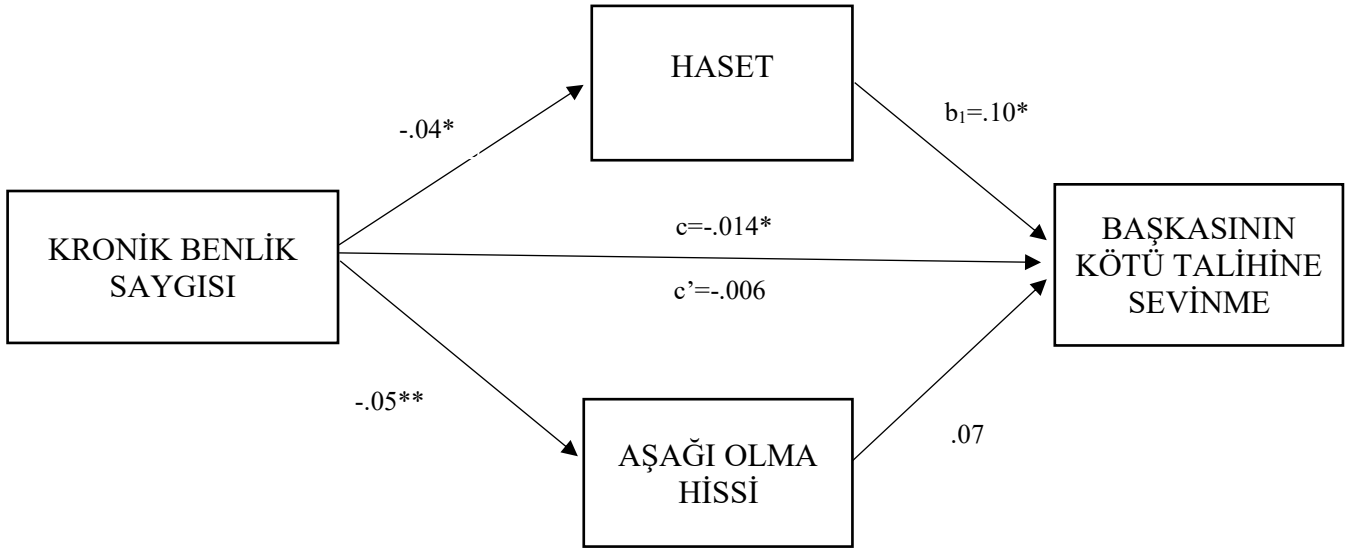 HASET
-.04*
b₁=.10*
KRONİK BENLİK
SAYGISI
c=-.014*
c’=-.006
BAŞKASININ
KÖTÜ TALİHİNE
SEVİNME
-.05**
AŞAĞI OLMA
HİSSİ
.07